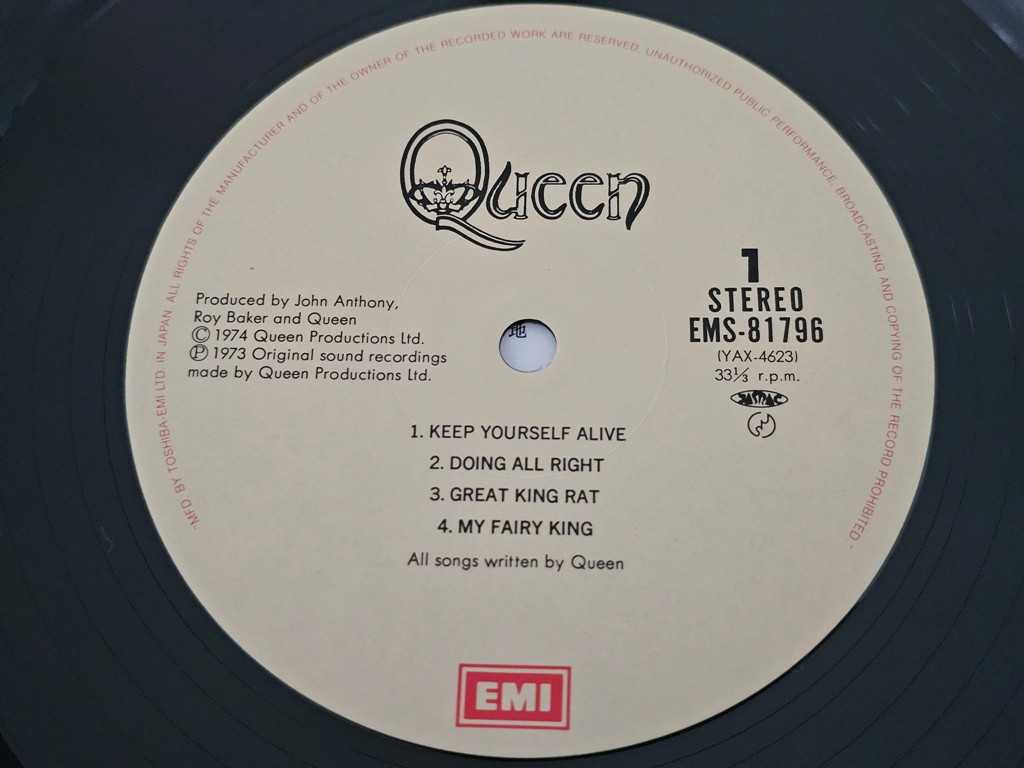 "MFD. BY TOSHIBA-EMI LTD. IN JAPAN. ALL RIGHTS OF THE MANUFACTURER AND OF THE OWNER OF THE RECORDED WORK ARE RESERVED. UNAUTHORIZED PUBLIC PERFORMANCE, BROADCASTING AND COPYING OF THE RECORD PROHIBITED"
Queen
Produced by John Anthony,
Roy Baker and Queen
Ⓒ 1974 Queen Productions Ltd.
Ⓟ 1973 Original sound recordings
made by Queen Productions Ltd.
1
STEREO
EMS-81796
(YAX-4623)
33⅓ r.p.m.
JASRAC
地
1. KEEP YOURSELF ALIVE
2. DOING ALL RIGHT
3. GREAT KING RAT
4. MY FAIRY KING
All songs written by Queen
EMI